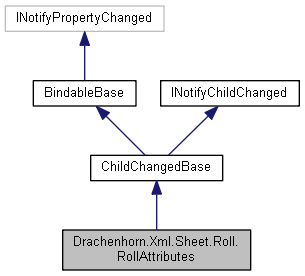 INotifyPropertyChanged
BindableBase
INotifyChildChanged
ChildChangedBase
Drachenhorn.Xml.Sheet.Roll.
RollAttributes